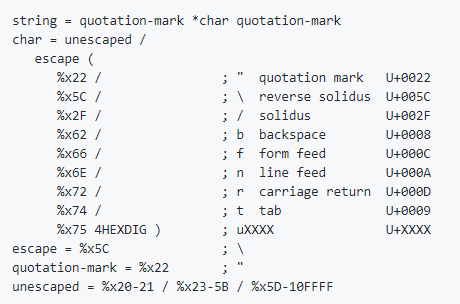 string = quotation-mark *char quotation-mark
char = unescaped /
   escape (
      %x22 /                ; "  quotation mark   U+0022
      %x5C /                ; \  reverse solidus  U+005C
      %x2F /                ; /  solidus          U+002F
      %x62 /                ; b  backspace        U+0008
      %x66 /                ; f  form feed        U+000C
      %x6E /                ; n  line feed        U+000A
      %x72 /                ; r  carriage return  U+000D
      %x74 /                ; t  tab              U+0009
      %x75 4HEXDIG )        ; uXXXX               U+XXXX
escape = %x5C               ; \
quotation-mark = %x22       ; "
unescaped = %x20-21 / %x23-5B / %x5D-10FFFF